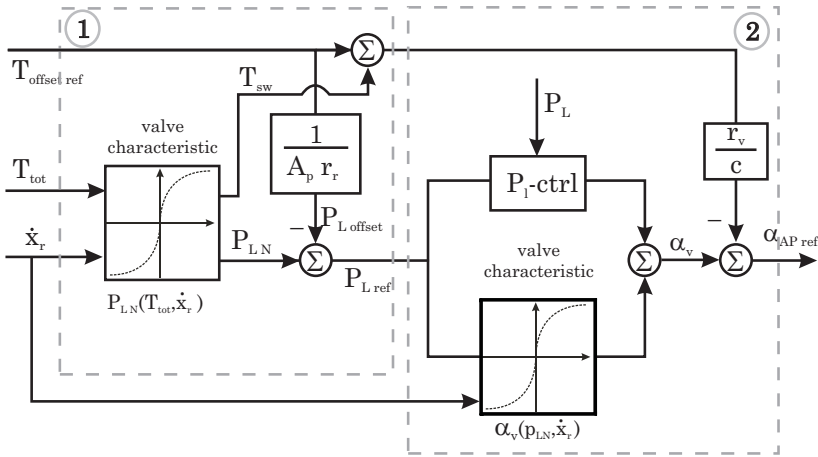 1
2
T_offset ref
Σ
T_sw
valve
characteristic
1
A_p r_r
P_L
r_v
c
T_tot
P_l-ctrl
− P_L offset
−
ẋ_r
P_L N
Σ
P_L ref
valve
characteristic
Σ
α_v
Σ
α_AP ref
P_L N(T_tot,ẋ_r)
α_v(p_LN,ẋ_r)